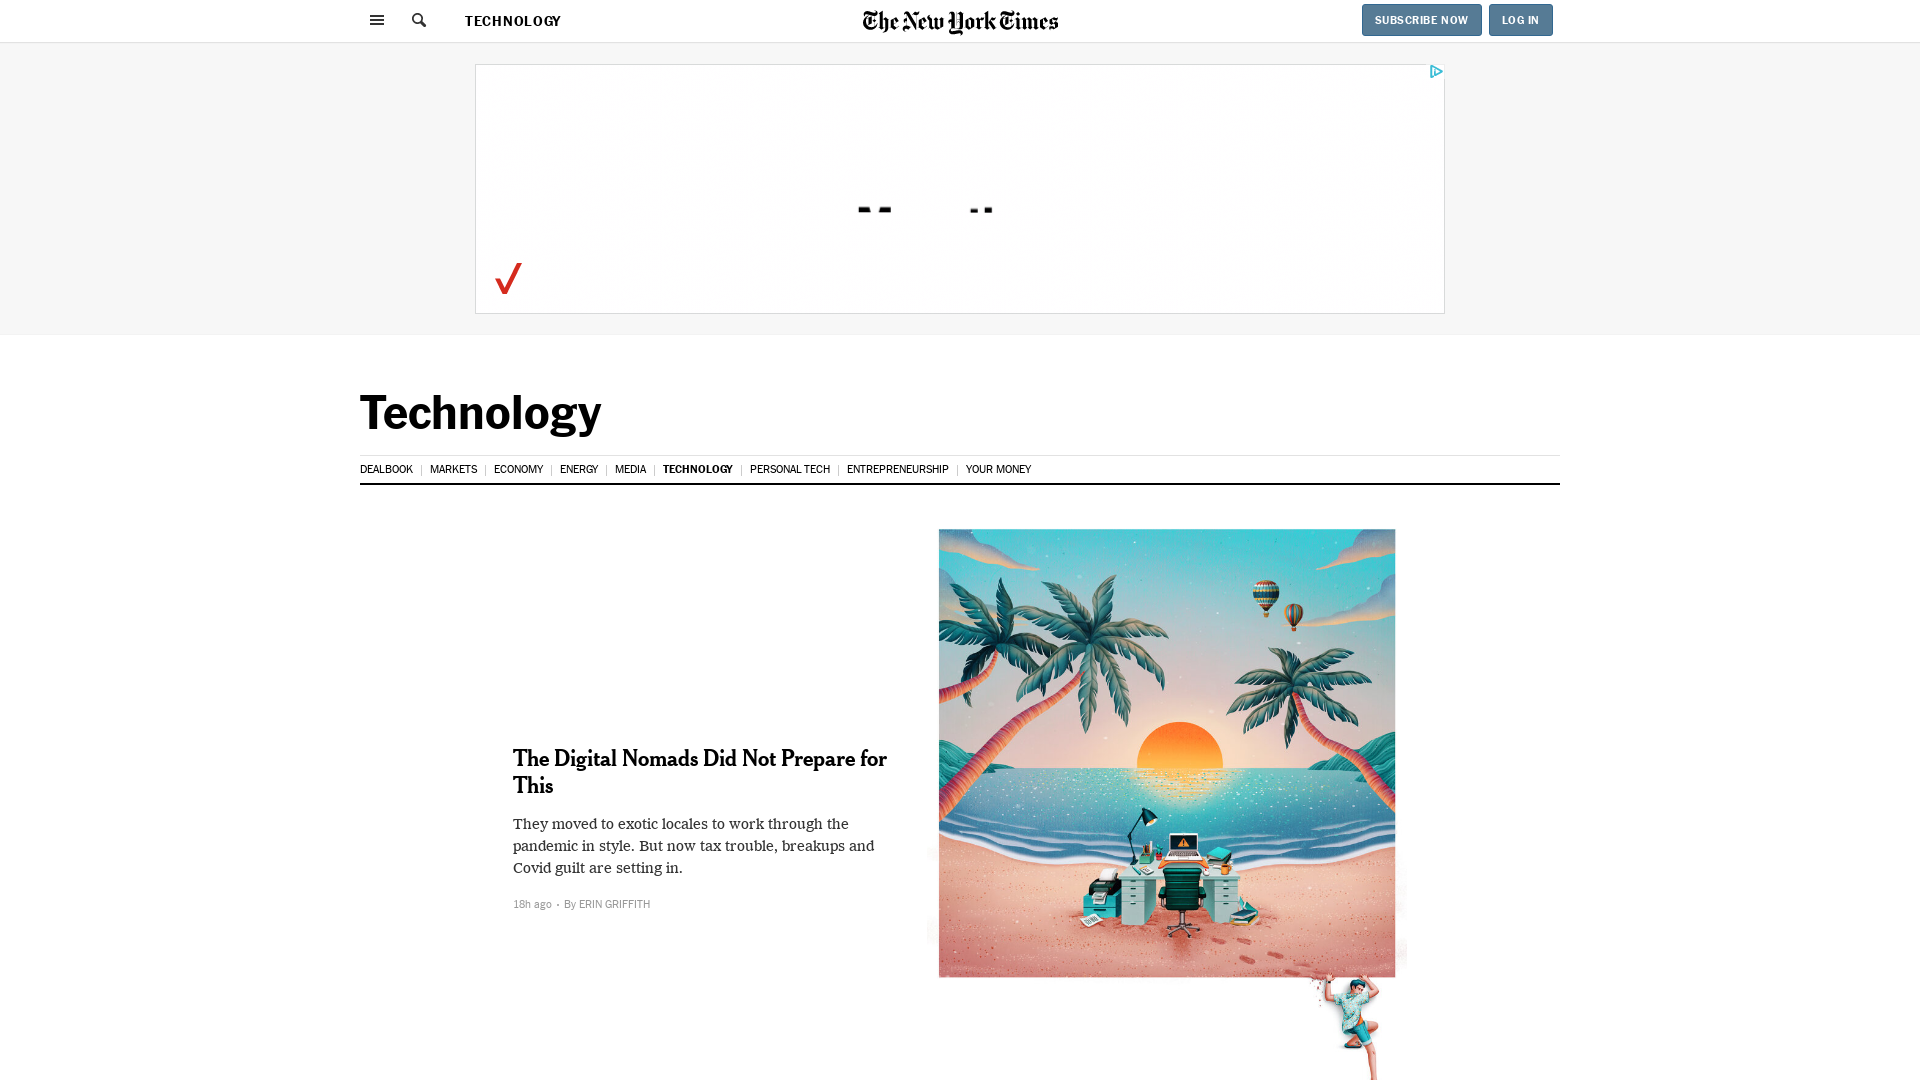 TECHNOLOGY
The New York Times
SUBSCRIBE NOW
LOG IN
Technology
DEALBOOK
MARKETS
ECONOMY
ENERGY
MEDIA
TECHNOLOGY
PERSONAL TECH
ENTREPRENEURSHIP
YOUR MONEY
The Digital Nomads Did Not Prepare for
This
They moved to exotic locales to work through the
pandemic in style. But now tax trouble, breakups and
Covid guilt are setting in.
18h ago • By ERIN GRIFFITH